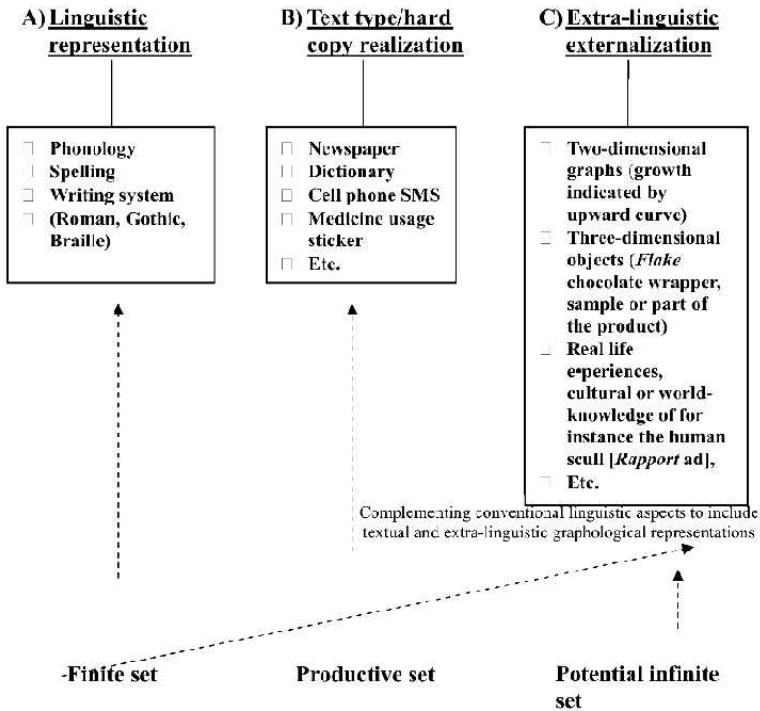 A) Linguistic
representation
B) Text type/hard
copy realization
C) Extra-linguistic
externalization
Phonology
Spelling
Writing system
(Roman, Gothic,
Braille)
Newspaper
Dictionary
Cell phone SMS
Medicine usage
sticker
Etc.
Two-dimensional
graphs (growth
indicated by
upward curve)
Three-dimensional
objects (Flake
chocolate wrapper,
sample or part of
the product)
Real life
e•periences,
cultural or world-
knowledge of for
instance the human
scull [Rapport ad],
Etc.
Complementing conventional linguistic aspects to include
textual and extra-linguistic graphological representations
-Finite set
Productive set
Potential infinite
set